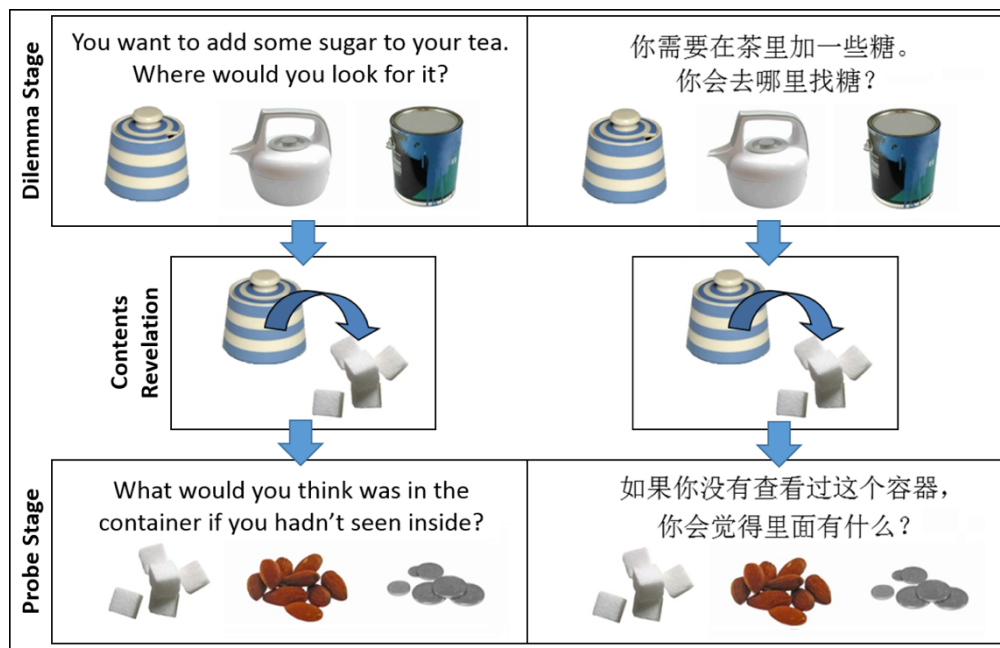 Dilemma Stage
You want to add some sugar to your tea.
Where would you look for it?
你需要在茶里加一些糖。
你会去哪里找糖？
Contents
Revelation
Probe Stage
What would you think was in the
container if you hadn't seen inside?
如果你没有查看过这个容器，
你会觉得里面有什么？